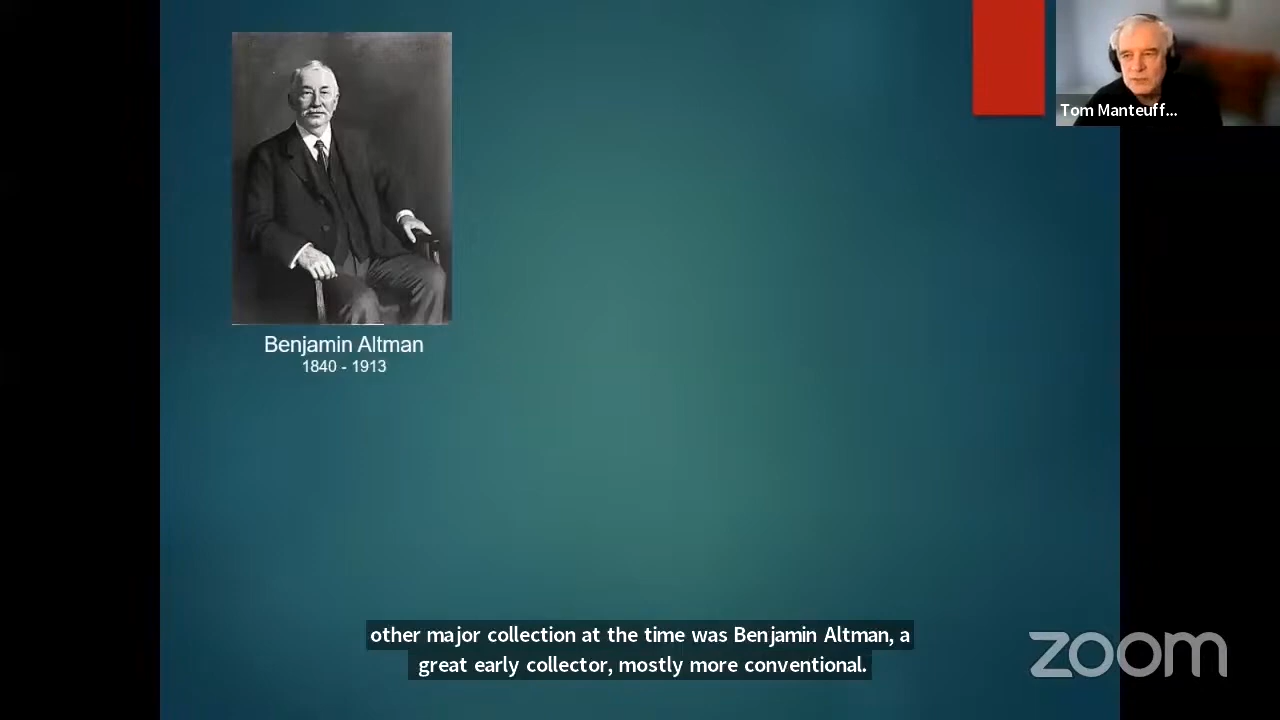 Tom Manteuff...
Benjamin Altman
1840 - 1913
other major collection at the time was Benjamin Altman, a
great early collector, mostly more conventional.
zoom